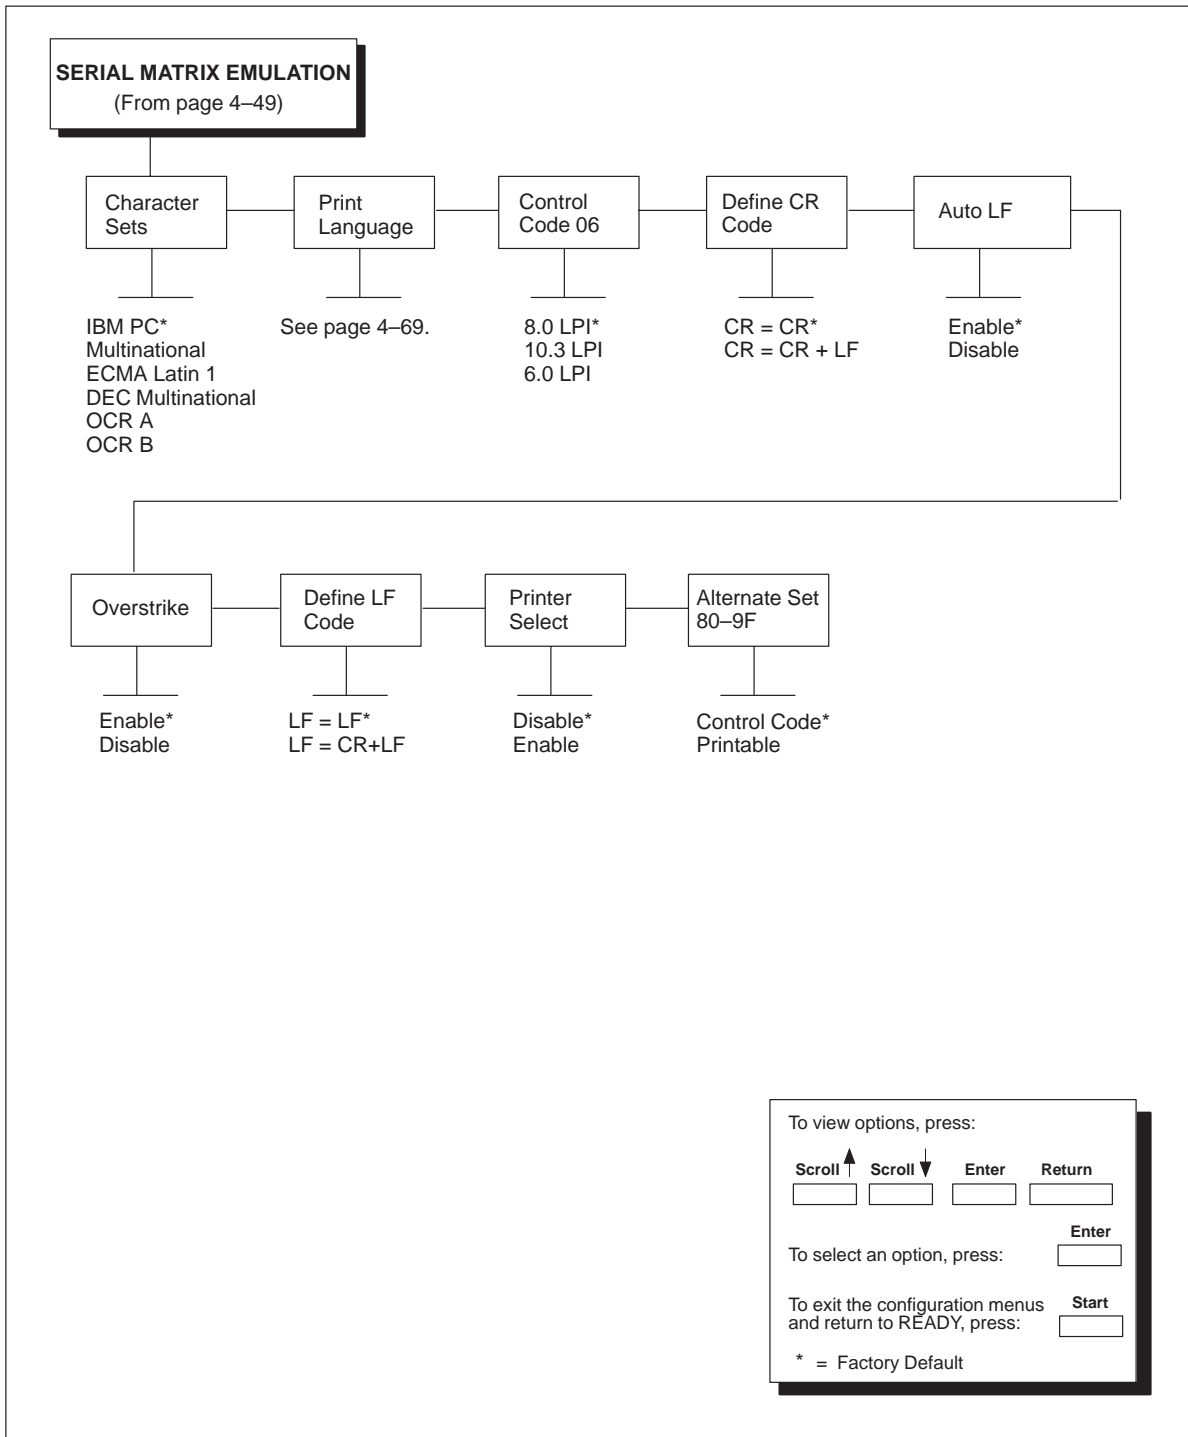 SERIAL MATRIX EMULATION
(From page 4–49)
Character
Sets
Print
Language
Control
Code 06
Define CR
Code
Auto LF
IBM PC*
Multinational
ECMA Latin 1
DEC Multinational
OCR A
OCR B
See page 4–69.
8.0 LPI*
10.3 LPI
6.0 LPI
CR = CR*
CR = CR + LF
Enable*
Disable
Overstrike
Define LF
Code
Printer
Select
Alternate Set
80–9F
Enable*
Disable
LF = LF*
LF = CR+LF
Disable*
Enable
Control Code*
Printable
To view options, press:
Scroll Scroll Enter Return
Enter
To select an option, press:
To exit the configuration menus
and return to READY, press:
Start
* = Factory Default